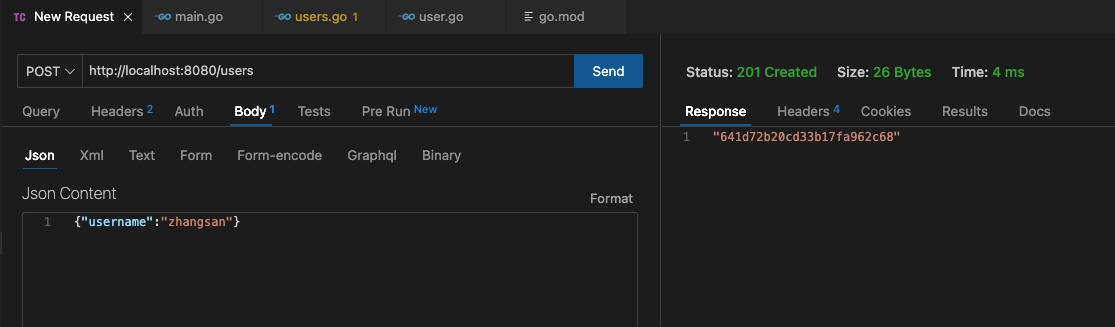 TC New Request × GO main.go GO users.go 1 GO user.go go.mod
POST http://localhost:8080/users Send
Status: 201 Created Size: 26 Bytes Time: 4 ms
Query Headers 2 Auth Body 1 Tests Pre Run New
Response Headers 4 Cookies Results Docs
1 "641d72b20cd33b17fa962c68"
Json Xml Text Form Form-encode Graphql Binary
Json Content
Format
1 {"username":"zhangsan"}